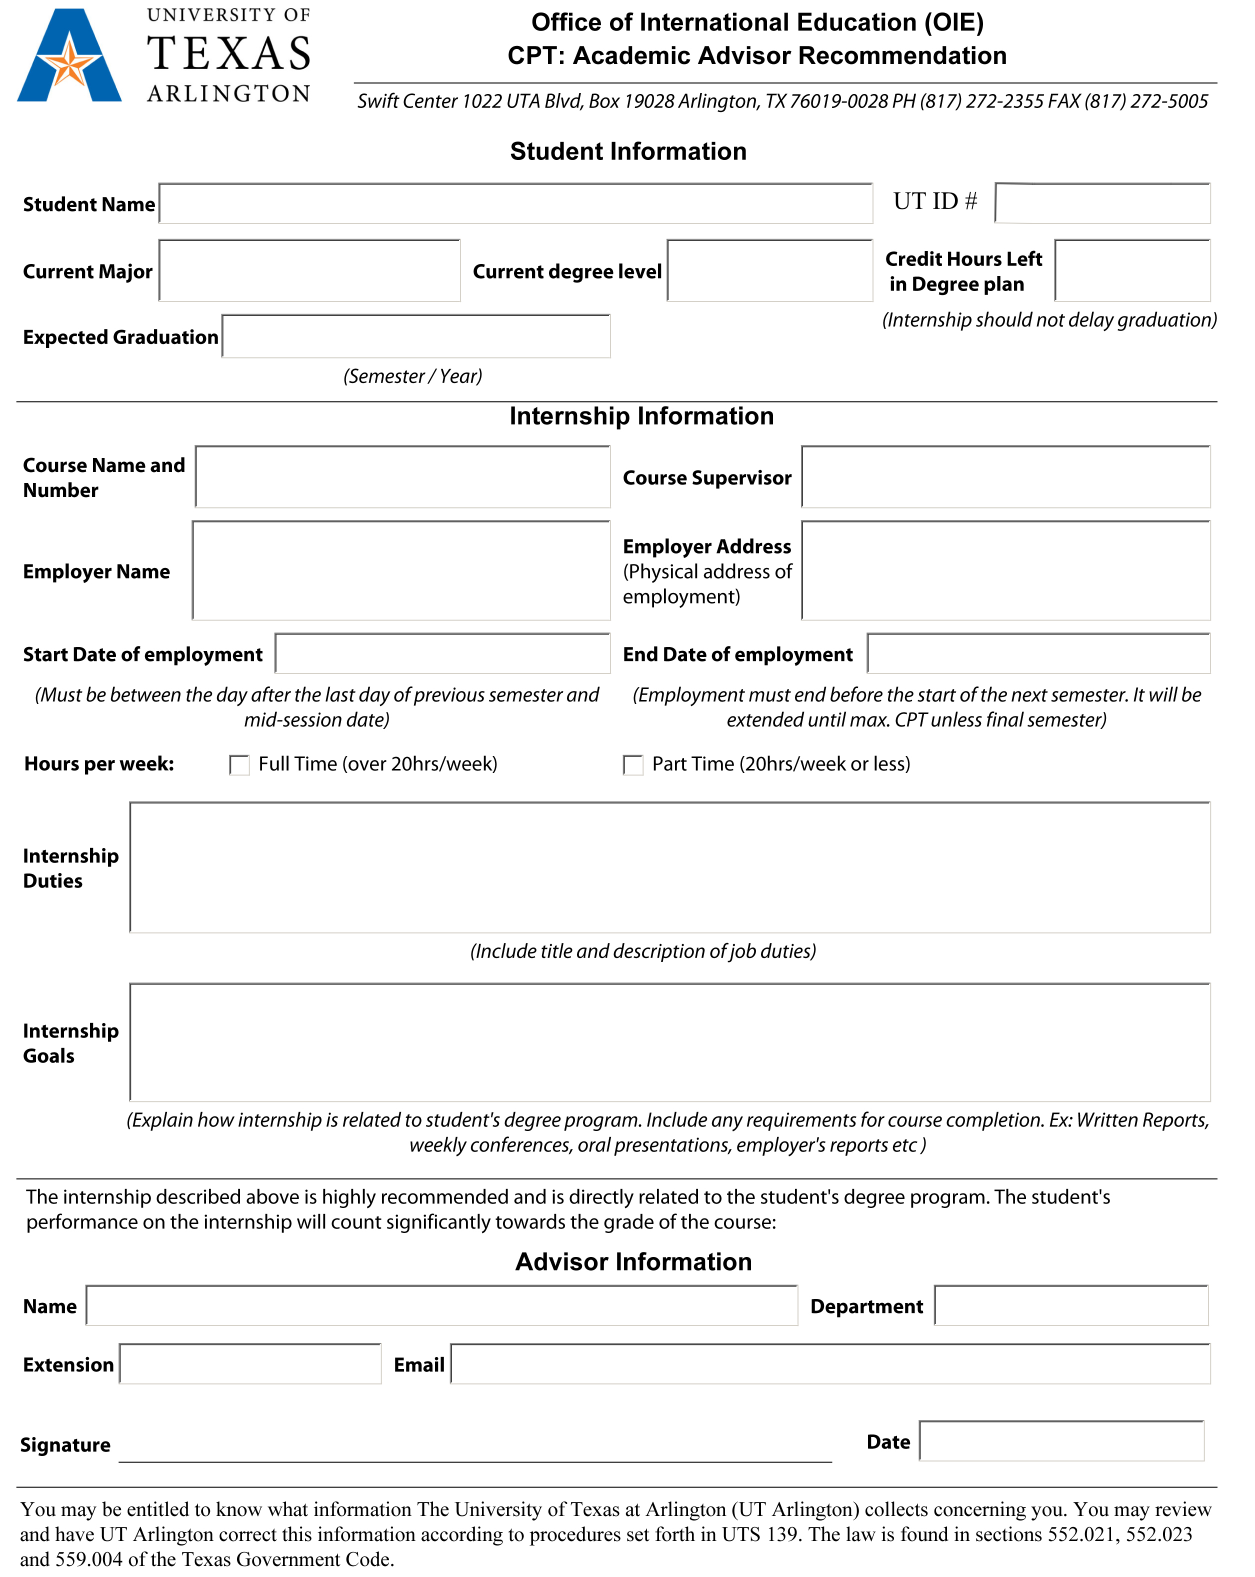 UNIVERSITY OF
TEXAS
ARLINGTON
Office of International Education (OIE)
CPT: Academic Advisor Recommendation
Swift Center 1022 UTA Blvd, Box 19028 Arlington, TX 76019-0028 PH (817) 272-2355 FAX (817) 272-5005
Student Information
Student Name UT ID #
Current Major Current degree level Credit Hours Left
in Degree plan
(Internship should not delay graduation)
Expected Graduation
(Semester / Year)
Internship Information
Course Name and
Number
Course Supervisor
Employer Name
Employer Address
(Physical address of
employment)
Start Date of employment End Date of employment
(Must be between the day after the last day of previous semester and
mid-session date)
(Employment must end before the start of the next semester. It will be
extended until max. CPT unless final semester)
Hours per week: Full Time (over 20hrs/week) Part Time (20hrs/week or less)
Internship
Duties
(Include title and description of job duties)
Internship
Goals
(Explain how internship is related to student's degree program. Include any requirements for course completion. Ex: Written Reports,
weekly conferences, oral presentations, employer's reports etc )
The internship described above is highly recommended and is directly related to the student's degree program. The student's
performance on the internship will count significantly towards the grade of the course:
Advisor Information
Name Department
Extension Email
Signature Date
You may be entitled to know what information The University of Texas at Arlington (UT Arlington) collects concerning you. You may review
and have UT Arlington correct this information according to procedures set forth in UTS 139. The law is found in sections 552.021, 552.023
and 559.004 of the Texas Government Code.